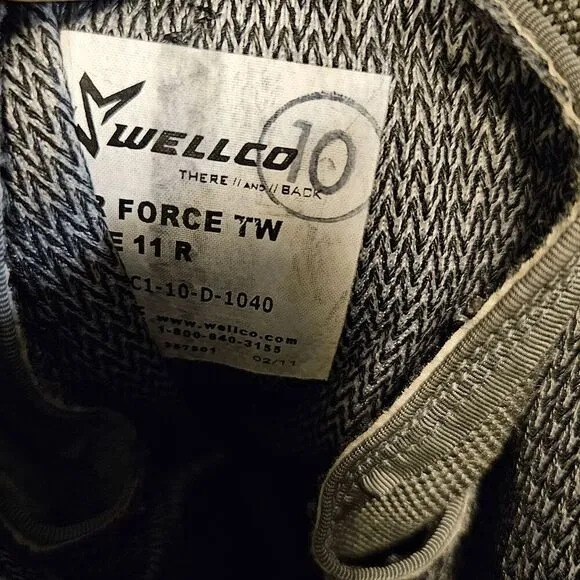 WELLCO
10
THERE // AND // BACK
R FORCE TW
E 11 R
C1-10-D-1040
www.wellco.com
1-800-840-3155
02/11